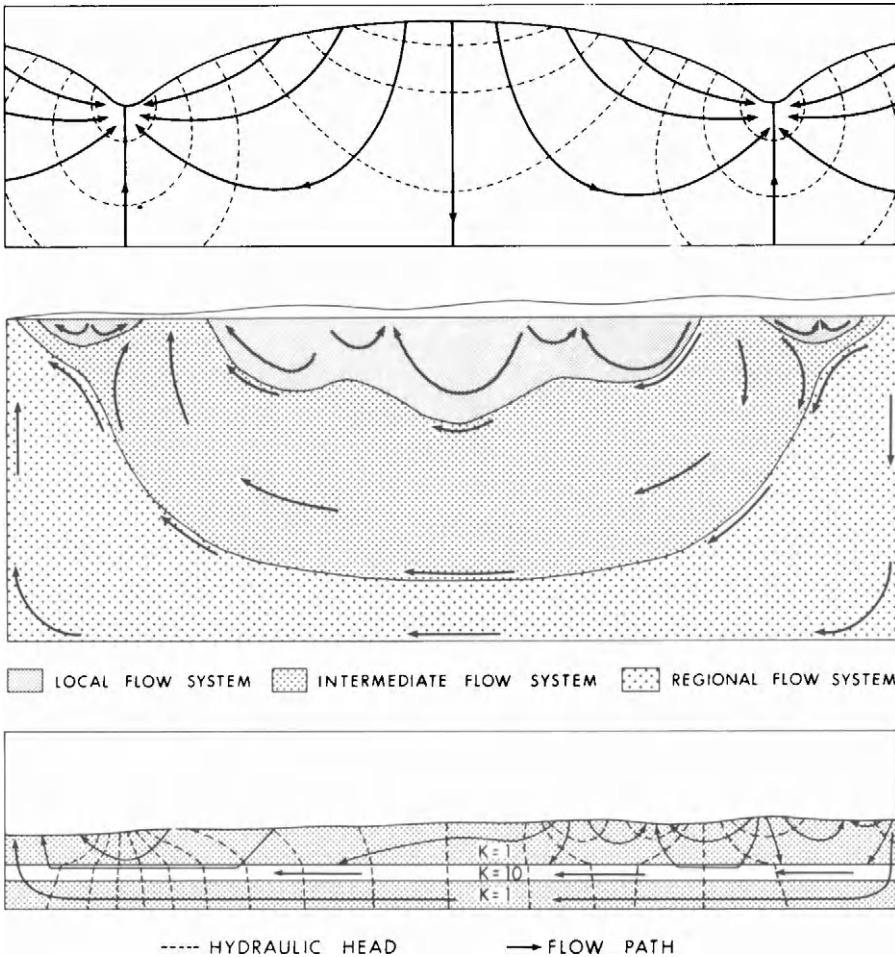 LOCAL FLOW SYSTEM INTERMEDIATE FLOW SYSTEM REGIONAL FLOW SYSTEM
K=1
K=10
K=1
HYDRAULIC HEAD FLOW PATH